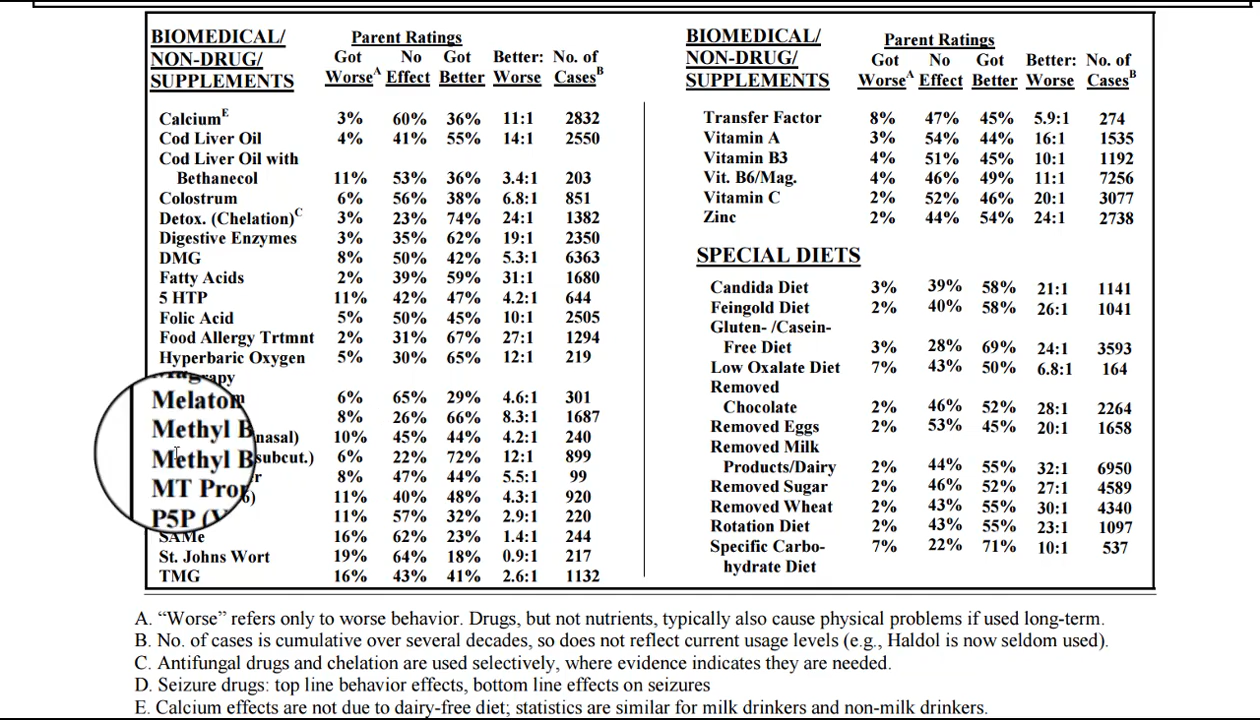 BIOMEDICAL/ Parent Ratings
NON-DRUG/ Got No Got Better: No. of
SUPPLEMENTS Worse^A Effect Better Worse Cases^B
Calcium^E 3% 60% 36% 11:1 2832
Cod Liver Oil 4% 41% 55% 14:1 2550
Cod Liver Oil with
Bethanecol 11% 53% 36% 3.4:1 203
Colostrum 6% 56% 38% 6.8:1 851
Detox. (Chelation)^C 3% 23% 74% 24:1 1382
Digestive Enzymes 3% 35% 62% 19:1 2350
DMG 8% 50% 42% 5.3:1 6363
Fatty Acids 2% 39% 59% 31:1 1680
5 HTP 11% 42% 47% 4.2:1 644
Folic Acid 5% 50% 45% 10:1 2505
Food Allergy Trtmnt 2% 31% 67% 27:1 1294
Hyperbaric Oxygen 5% 30% 65% 12:1 219
6% 65% 29% 4.6:1 301
8% 26% 66% 8.3:1 1687
Methyl nasal) 10% 45% 44% 4.2:1 240
Methyl subcut.) 6% 22% 72% 12:1 899
MT 8% 47% 44% 5.5:1 99
P5P 11% 40% 48% 4.3:1 920
11% 57% 32% 2.9:1 220
SAMe 16% 62% 23% 1.4:1 244
St. Johns Wort 19% 64% 18% 0.9:1 217
TMG 16% 43% 41% 2.6:1 1132
BIOMEDICAL/ Parent Ratings
NON-DRUG/ Got No Got Better: No. of
SUPPLEMENTS Worse^A Effect Better Worse Cases^B
Transfer Factor 8% 47% 45% 5.9:1 274
Vitamin A 3% 54% 44% 16:1 1535
Vitamin B3 4% 51% 45% 10:1 1192
Vit. B6/Mag. 4% 46% 49% 11:1 7256
Vitamin C 2% 52% 46% 20:1 3077
Zinc 2% 44% 54% 24:1 2738
SPECIAL DIETS
Candida Diet 3% 39% 58% 21:1 1141
Feingold Diet 2% 40% 58% 26:1 1041
Gluten- /Casein-
Free Diet 3% 28% 69% 24:1 3593
Low Oxalate Diet 7% 43% 50% 6.8:1 164
Removed
Chocolate 2% 46% 52% 28:1 2264
Removed Eggs 2% 53% 45% 20:1 1658
Removed Milk
Products/Dairy 2% 44% 55% 32:1 6950
Removed Sugar 2% 46% 52% 27:1 4589
Removed Wheat 2% 43% 55% 30:1 4340
Rotation Diet 2% 43% 55% 23:1 1097
Specific Carbo- 7% 22% 71% 10:1 537
hydrate Diet
A. “Worse” refers only to worse behavior. Drugs, but not nutrients, typically also cause physical problems if used long-term.
B. No. of cases is cumulative over several decades, so does not reflect current usage levels (e.g., Haldol is now seldom used).
C. Antifungal drugs and chelation are used selectively, where evidence indicates they are needed.
D. Seizure drugs: top line behavior effects, bottom line effects on seizures
E. Calcium effects are not due to dairy-free diet; statistics are similar for milk drinkers and non-milk drinkers.